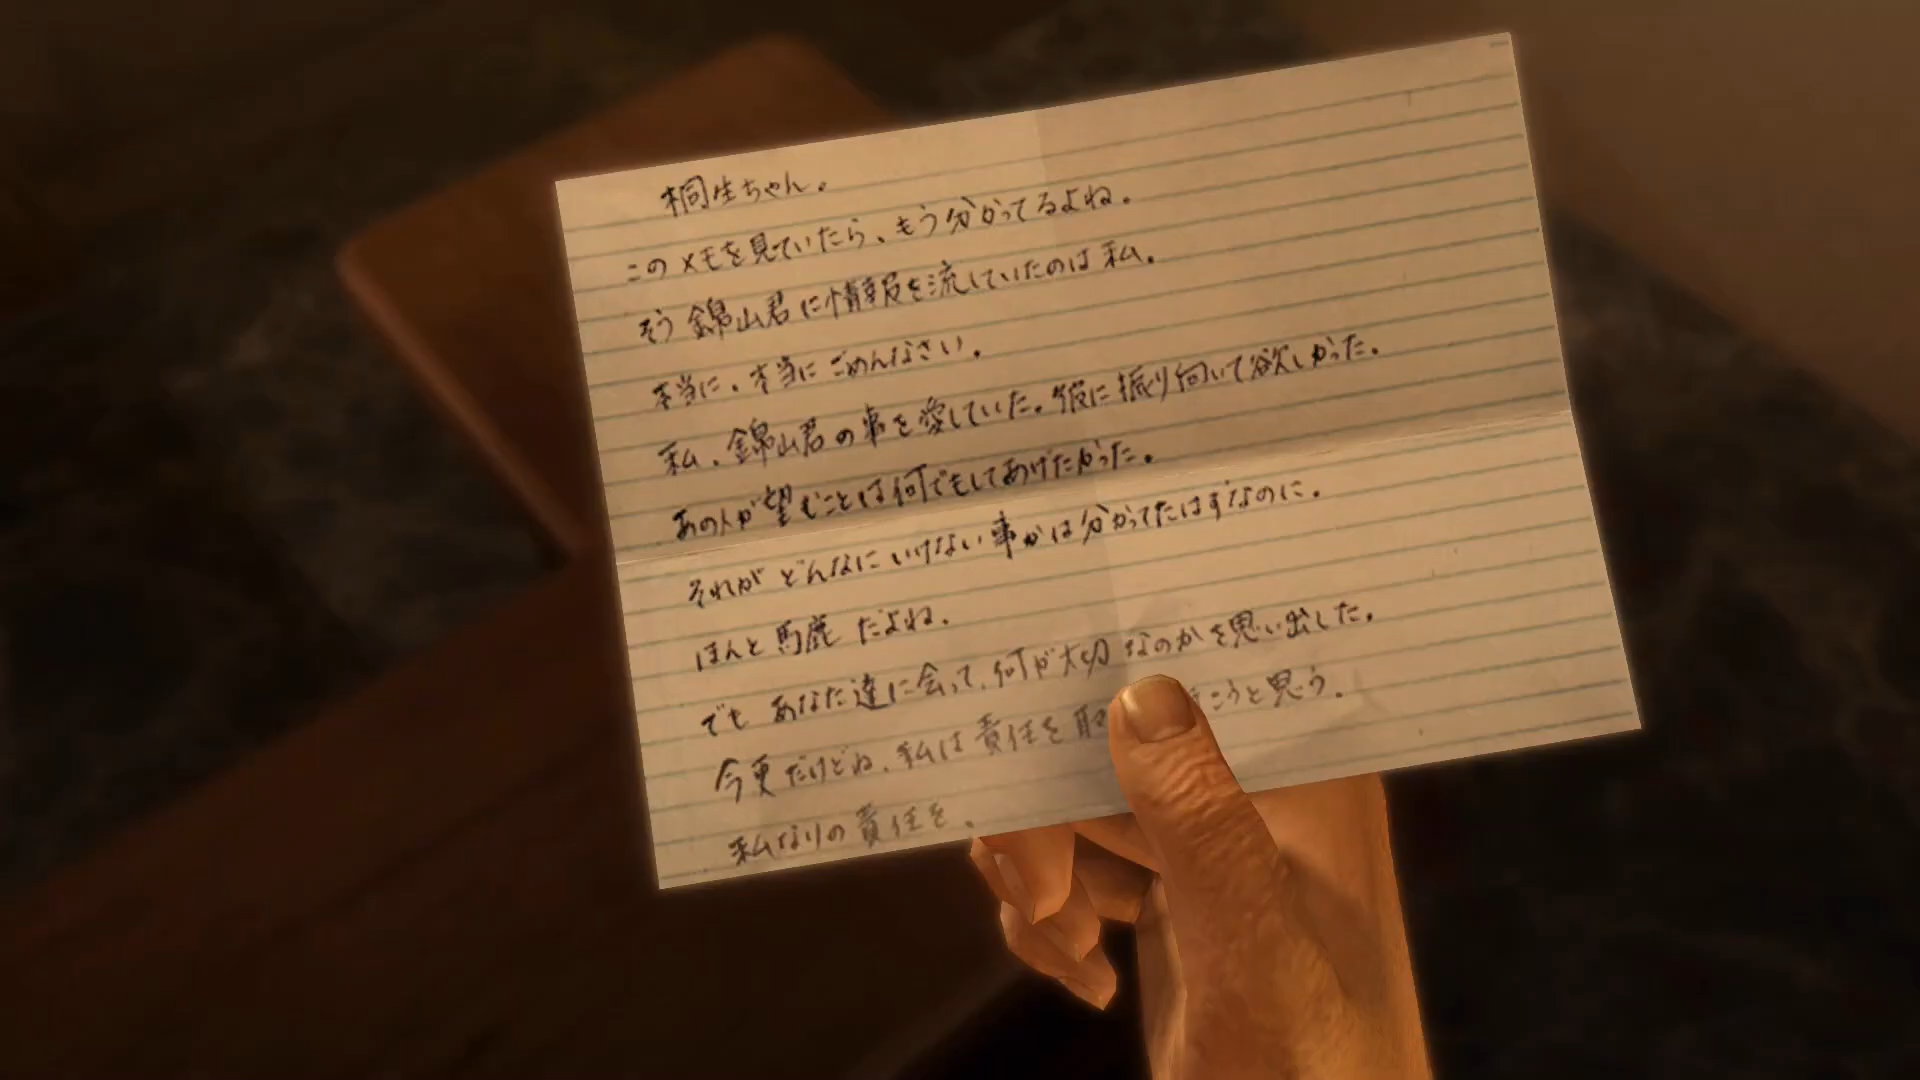 桐生ちゃん。
このメモを見ていたら、もう分かってるよね。
そう錦山君に情報を流していたのは私。
本当に、本当にごめんなさい。
私、錦山君の事を愛していた。彼に振り向いて欲しかった。
あの人が望むことは何でもしてあげたかった。
それがどんなにいけない事かは分かってたはずなのに。
ほんと馬鹿だよね。
でもあなた達に会って、何が大切なのかを思い出した。
今更だけどね、私は責任を取 こうと思う。
私なりの責任を。